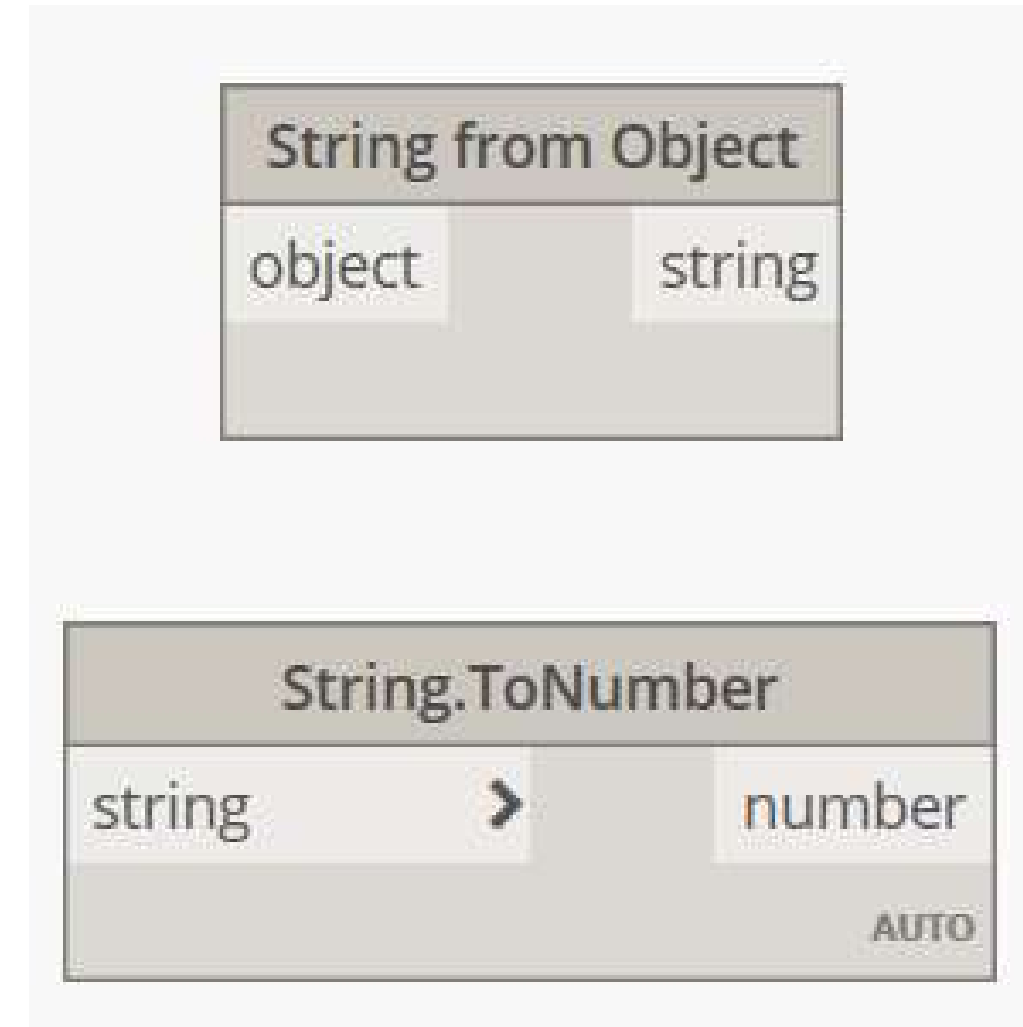 String from Object
object string
String.ToNumber
string > number
AUTO